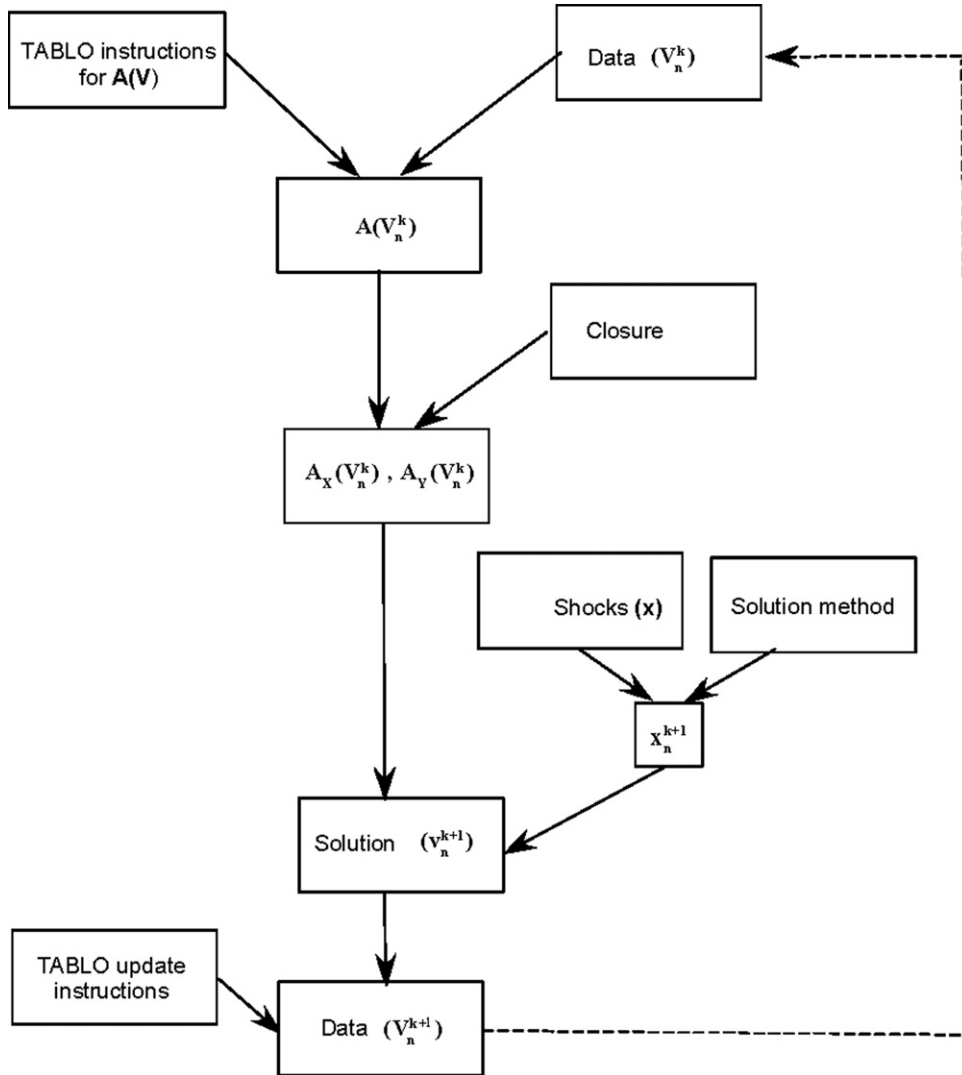 TABLO instructions
for A(V)
Data (V_n^k)
A(V_n^k)
Closure
A_X(V_n^k) , A_Y(V_n^k)
Shocks (x)
Solution method
X_n^{k+1}
Solution (v_n^{k+1})
TABLO update
instructions
Data (V_n^{k+1})